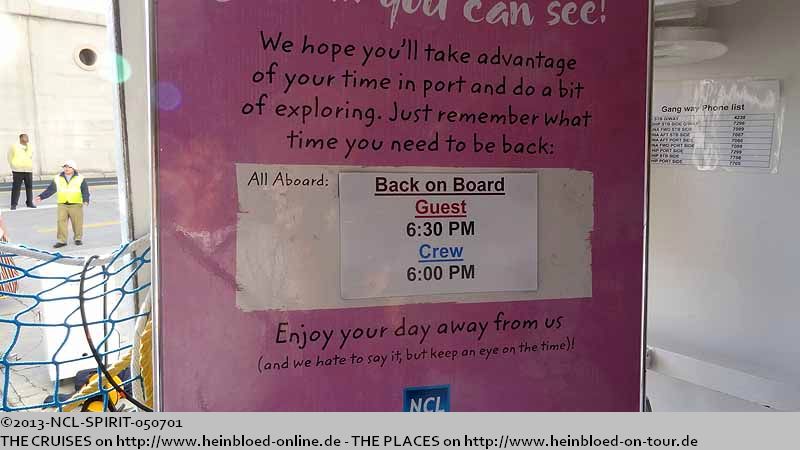 you can see!
We hope you'll take advantage
of your time in port and do a bit
of exploring. Just remember what
time you need to be back:
All Aboard:
Back on Board
Guest
6:30 PM
Crew
6:00 PM
Enjoy your day away from us
(and we hate to say it, but keep an eye on the time)!
NCL
Gang way Phone list
©2013-NCL-SPIRIT-050701
THE CRUISES on http://www.heinbloed-online.de - THE PLACES on http://www.heinbloed-on-tour.de